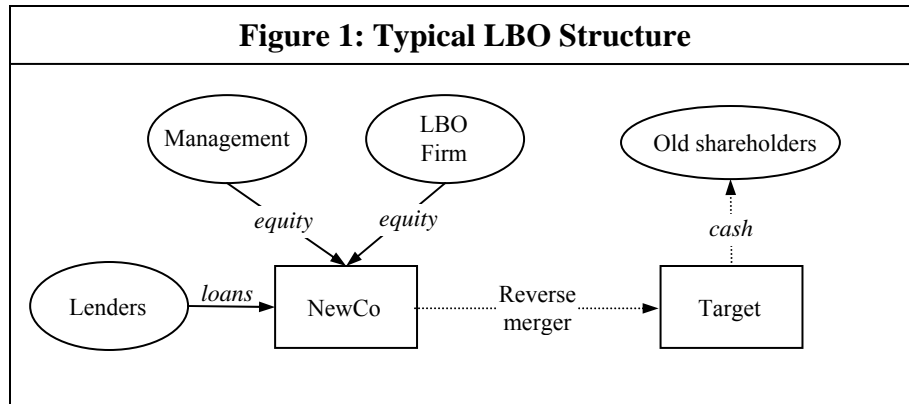 Figure 1: Typical LBO Structure
Management
LBO
Firm
Old shareholders
equity
equity
cash
Lenders
loans
NewCo
Reverse
merger
Target